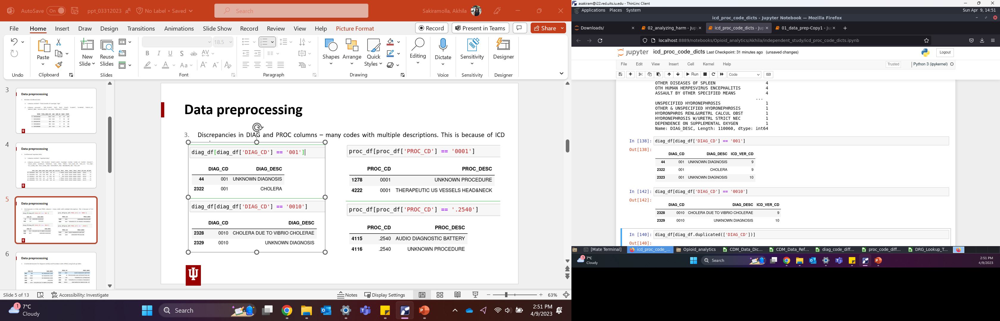 AutoSave On ppt_03312023 No Label • Saved Search Sakiramolla, Akhila
File Home Insert Draw Design Transitions Animations Slide Show Record Review View Help Picture Format Record Present in Teams Share
Paste New Slide Reuse Slides 18.5 Shapes Arrange Quick Styles Editing Dictate Sensitivity Designer
Undo Clipboard Slides Font Paragraph Drawing Voice Sensitivity Designer
3
Data preprocessing
4
Data preprocessing
5
Data preprocessing
6
Data preprocessing
Data preprocessing
3. Discrepancies in DIAG and PROC columns – many codes with multiple descriptions. This is because of ICD
diag_df[diag_df['DIAG_CD'] == '001']
DIAG_CD DIAG_DESC
44 001 UNKNOWN DIAGNOSIS
2322 001 CHOLERA
diag_df[diag_df['DIAG_CD'] == '0010']
DIAG_CD DIAG_DESC
2328 0010 CHOLERA DUE TO VIBRIO CHOLERAE
2329 0010 UNKNOWN DIAGNOSIS
proc_df[proc_df['PROC_CD'] == '0001']
PROC_CD PROC_DESC
1278 0001 UNKNOWN PROCEDURE
4222 0001 THERAPEUTIC US VESSELS HEAD&NECK
proc_df[proc_df['PROC_CD'] == '.2540']
PROC_CD PROC_DESC
4115 .2540 AUDIO DIAGNOSTIC BATTERY
4116 .2540 UNKNOWN PROCEDURE
Slide 5 of 13 Accessibility: Investigate Notes Display Settings 63%
1 7°C
Cloudy
Search
2:51 PM
4/9/2023
asakiram@i22.red.uits.iu.edu - ThinLinc Client
Applications Places System Sun Apr 9, 14:51
icd_proc_code_dicts - Jupyter Notebook — Mozilla Firefox
Downloads/ 02_analyzing_harm - Jup icd_proc_code_dicts - Jup 01_data_prep-Copy1 - Ju
localhost:8889/notebooks/Opioid_analytics/Akhila/independent_study/icd_proc_code_dicts.ipynb
jupyter icd_proc_code_dicts Last Checkpoint: 31 minutes ago (unsaved changes) Logout
File Edit View Insert Cell Kernel Help Trusted Python 3 (ipykernel)
Run Code
OTHER DISEASES OF SPLEEN 4
OTH HUMAN HERPESVIRUS ENCEPHALITIS 4
ASSAULT BY OTHER SPECIFIED MEANS 4
...
UNSPECIFIED HYDRONEPHROSIS 1
OTHER & UNSPECIFIED HYDRONEPHROSIS 1
HYDRONPHROS RENL&URETRL CALCUL OBST 1
HYDRONEPHROSIS W/URETRL STRICT NEC 1
DEPENDENCE ON SUPPLEMENTAL OXYGEN 1
Name: DIAG_DESC, Length: 110060, dtype: int64
In [138]: diag_df[diag_df['DIAG_CD'] == '001']
Out[138]:
DIAG_CD DIAG_DESC ICD_VER_CD
44 001 UNKNOWN DIAGNOSIS 9
2322 001 CHOLERA 9
2323 001 UNKNOWN DIAGNOSIS 10
In [142]: diag_df[diag_df['DIAG_CD'] == '0010']
Out[142]:
DIAG_CD DIAG_DESC ICD_VER_CD
2328 0010 CHOLERA DUE TO VIBRIO CHOLERAE 9
2329 0010 UNKNOWN DIAGNOSIS 10
In [140]: diag_df[diag_df.duplicated(['DIAG_CD'])]
Out[140]:
[Mate Terminal] icd_proc_code_... Opioid_analytics CDM_Data_Dic... CDM_Data_Ref... diag_code_diff... proc_code_diff... DRG_Lookup_T...
1 7°C
Cloudy
Search
2:51 PM
4/9/2023